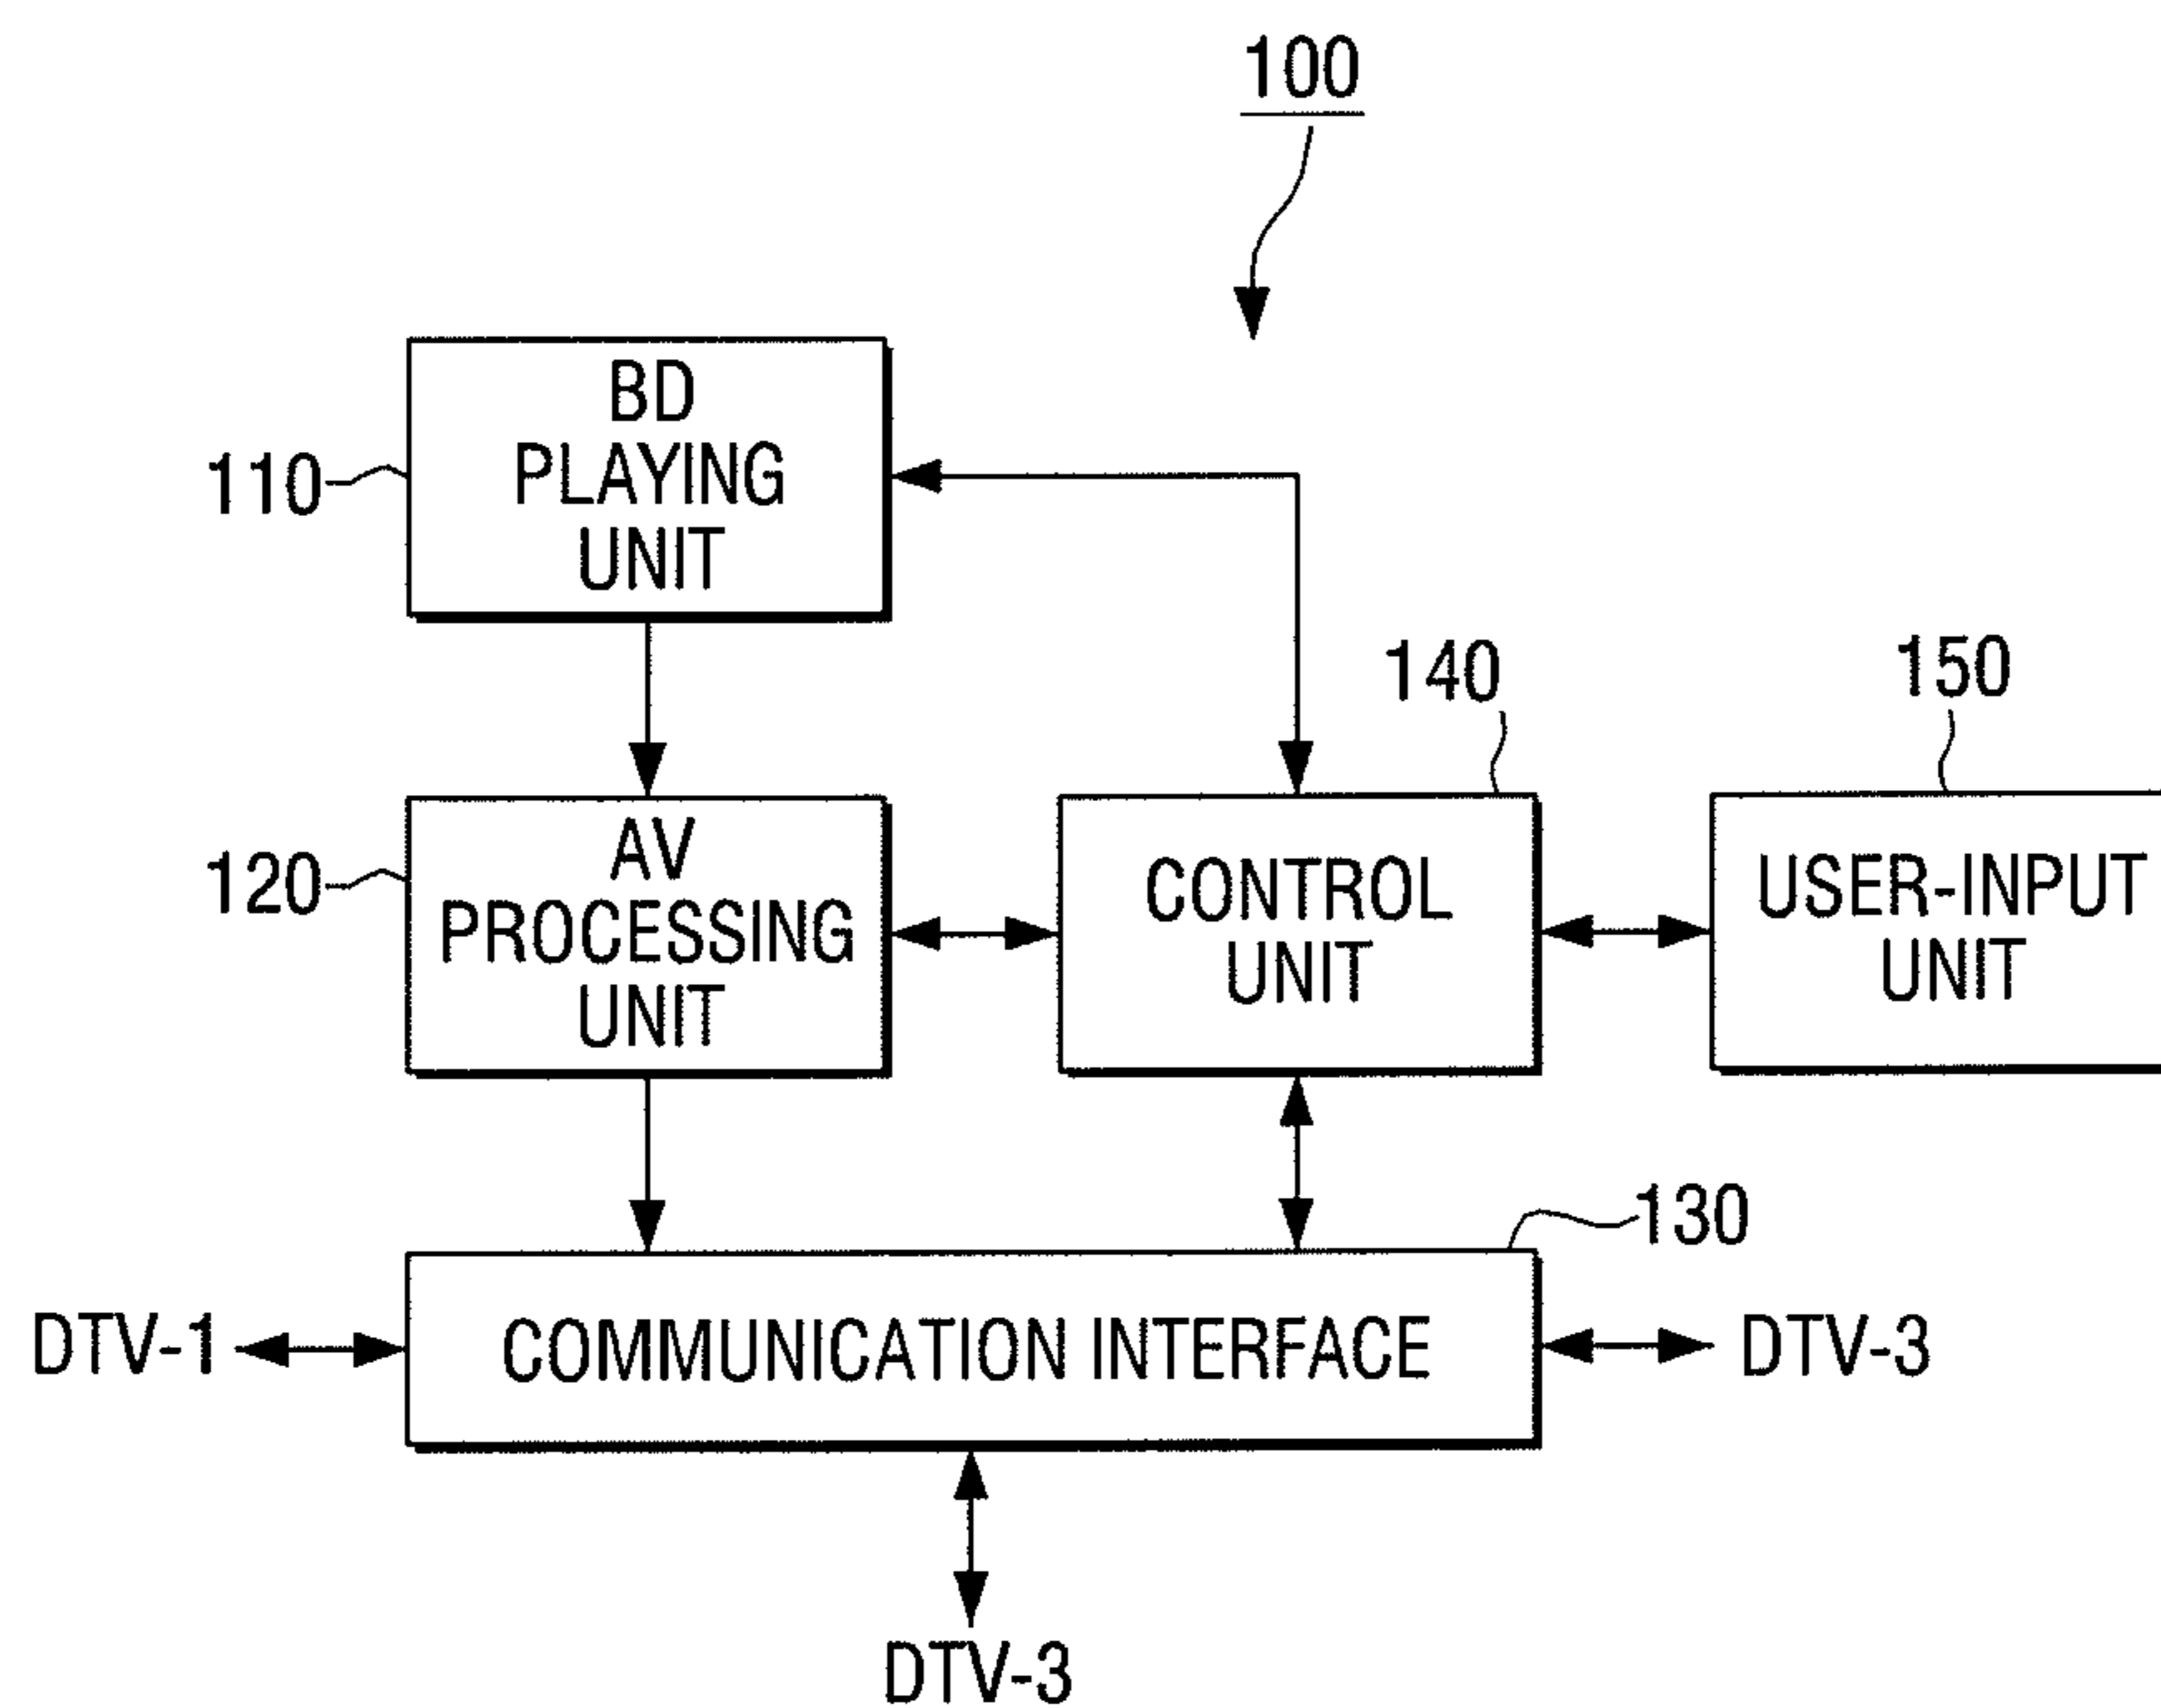 100
BD
PLAYING
UNIT
110
140
150
AV
PROCESSING
UNIT
120
CONTROL
UNIT
USER-INPUT
UNIT
130
DTV-1
COMMUNICATION INTERFACE
DTV-3
DTV-3